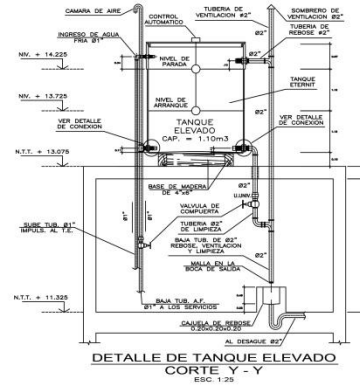 CAMARA DE AIRE
CONTROL
AUTOMATICO
TUBERIA DE
VENTILACION Ø2"
SOMBRERO DE
VENTILACION Ø2"
INGRESO DE AGUA
FRIA Ø1"
TUBERIA DE
REBOSE Ø2"
NIV. + 14.225
NIVEL DE
PARADA
Ø2"
TANQUE
ETERNIT
NIV. + 13.725
NIVEL DE
ARRANQUE
Ø2"
VER DETALLE
DE CONEXION
TANQUE
ELEVADO
CAP. = 1.10m3
VER DETALLE
DE CONEXION
N.T.T. + 13.075
BASE DE MADERA
DE 4"x6"
Ø2"
U.UNIV.
VALVULA DE
COMPUERTA
SUBE TUB. Ø1"
IMPULS. AL T.E.
Ø1"
Ø1"
TUBERIA Ø2"
DE LIMPIEZA
Ø2"
BAJA TUB. DE Ø2"
REBOSE, VENTILACION
Y LIMPIEZA
MALLA EN LA
BOCA DE SALIDA
N.T.T. + 11.325
BAJA TUB. A.F.
Ø1" A LOS SERVICIOS
CAJUELA DE REBOSE
0.20x0.20x0.20
AL DESAGUE Ø2"
DETALLE DE TANQUE ELEVADO
CORTE Y - Y
ESC. 1:25